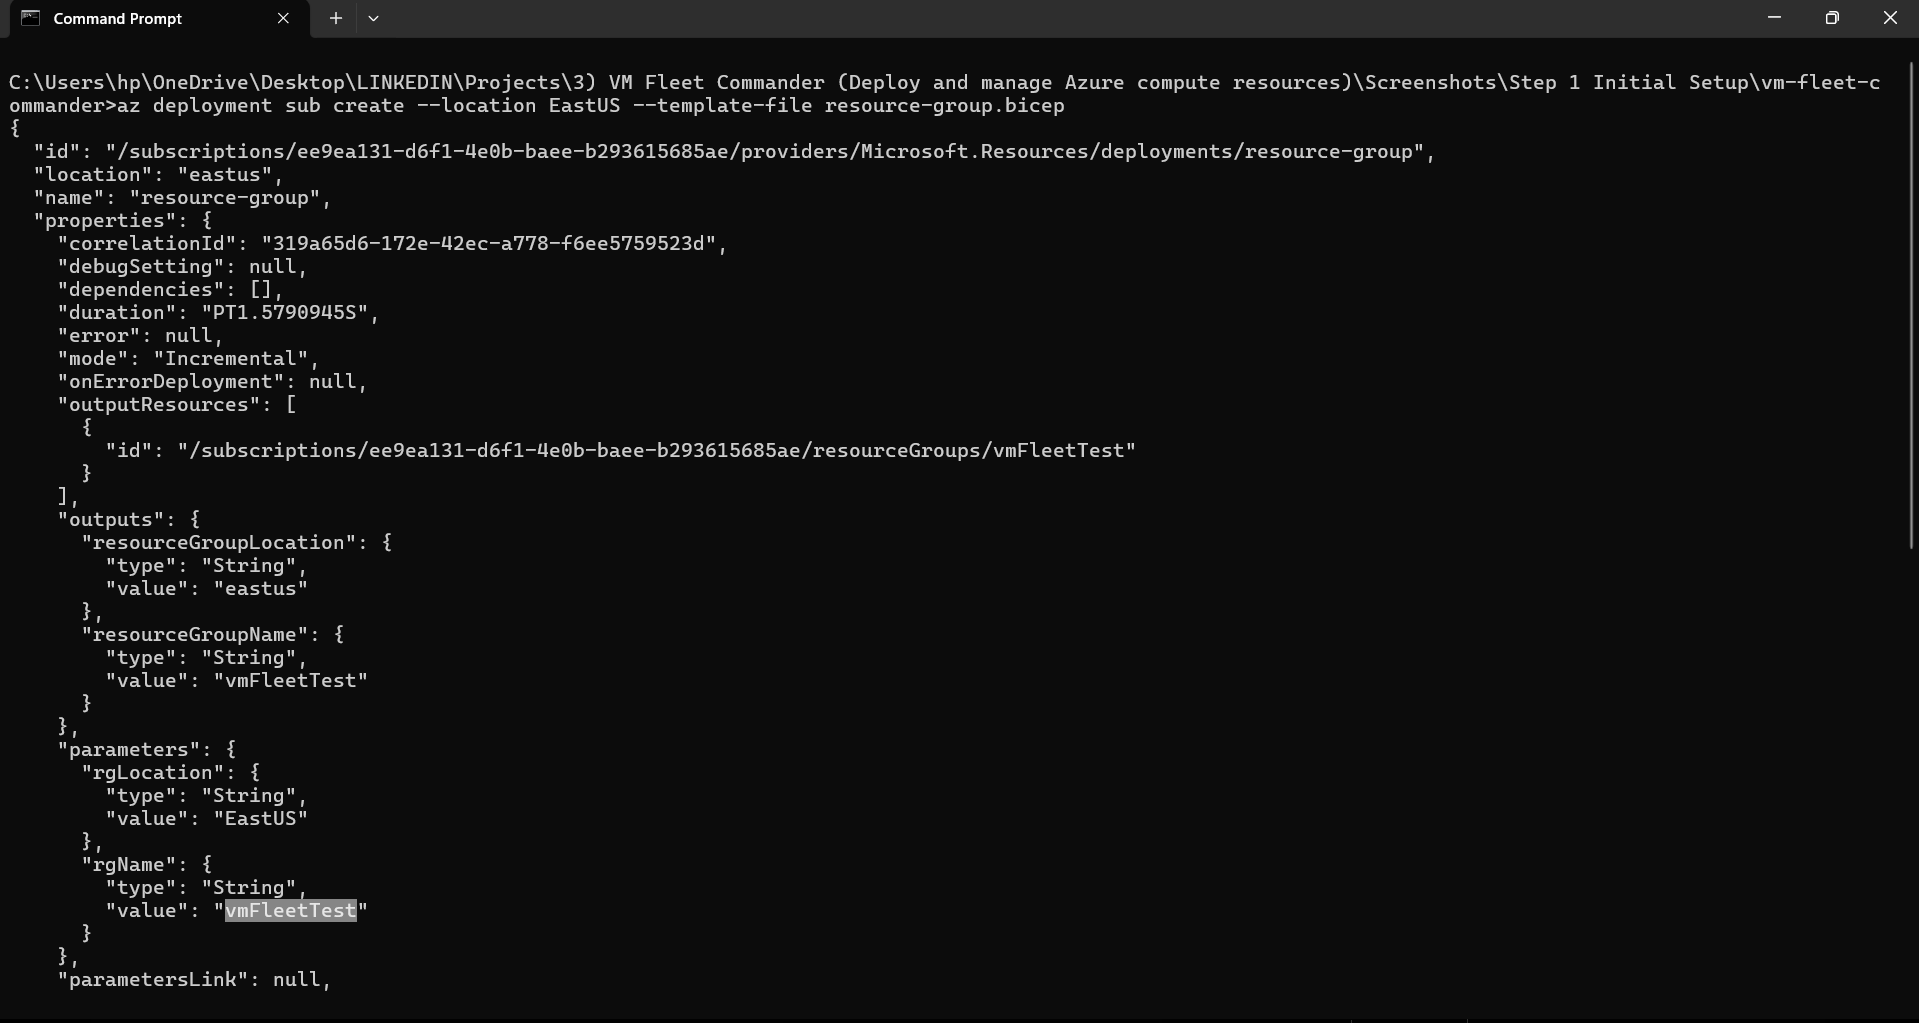 Command Prompt
C:\Users\hp\OneDrive\Desktop\LINKEDIN\Projects\3) VM Fleet Commander (Deploy and manage Azure compute resources)\Screenshots\Step 1 Initial Setup\vm-fleet-c
ommander>az deployment sub create --location EastUS --template-file resource-group.bicep
{
  "id": "/subscriptions/ee9ea131-d6f1-4e0b-baee-b293615685ae/providers/Microsoft.Resources/deployments/resource-group",
  "location": "eastus",
  "name": "resource-group",
  "properties": {
    "correlationId": "319a65d6-172e-42ec-a778-f6ee5759523d",
    "debugSetting": null,
    "dependencies": [],
    "duration": "PT1.5790945S",
    "error": null,
    "mode": "Incremental",
    "onErrorDeployment": null,
    "outputResources": [
      {
        "id": "/subscriptions/ee9ea131-d6f1-4e0b-baee-b293615685ae/resourceGroups/vmFleetTest"
      }
    ],
    "outputs": {
      "resourceGroupLocation": {
        "type": "String",
        "value": "eastus"
      },
      "resourceGroupName": {
        "type": "String",
        "value": "vmFleetTest"
      }
    },
    "parameters": {
      "rgLocation": {
        "type": "String",
        "value": "EastUS"
      },
      "rgName": {
        "type": "String",
        "value": "vmFleetTest"
      }
    },
    "parametersLink": null,